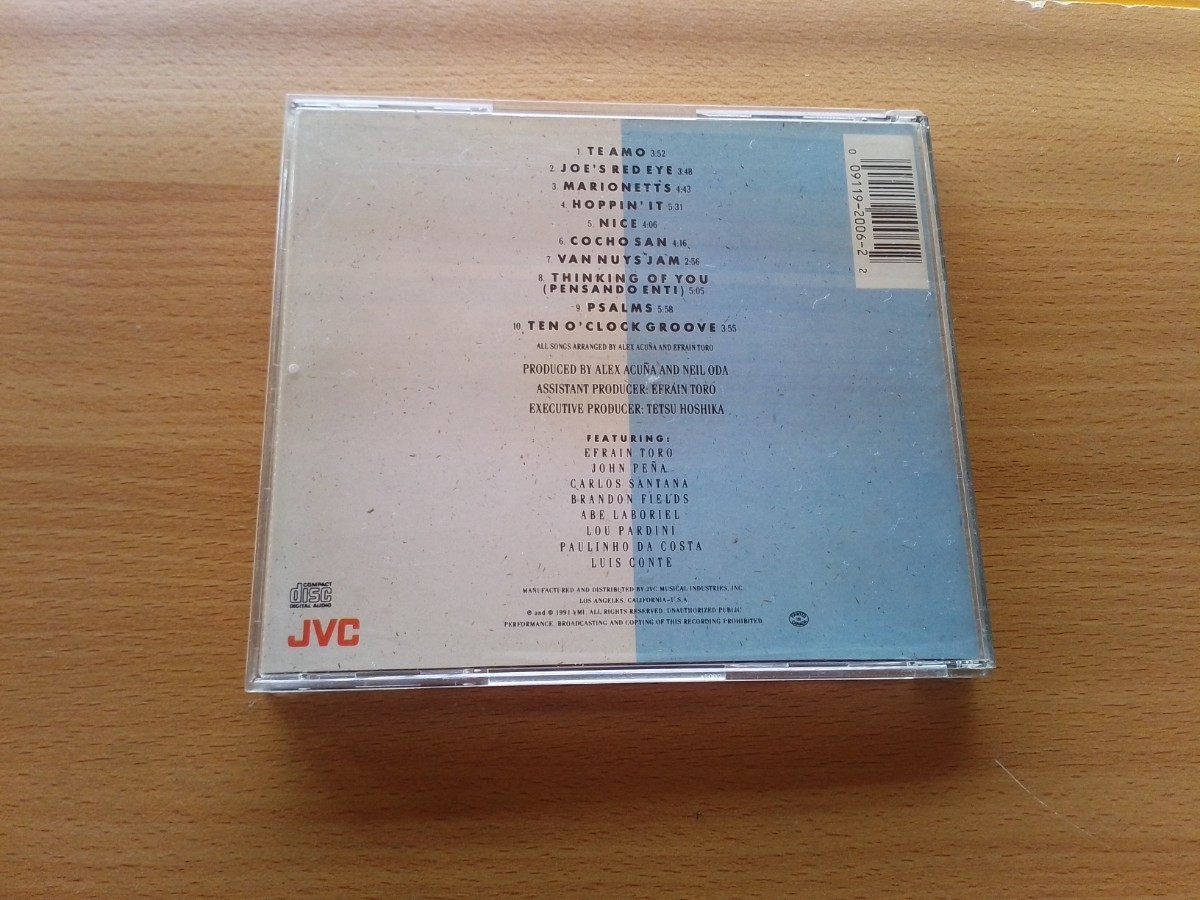 1. TE AMO 3:52
2. JOE'S RED EYE 3:48
3. MARIONETTS 4:43
4. HOPPIN' IT 5:31
5. NICE 4:06
6. COCHO SAN 4:16
7. VAN NUYS JAM 2:56
8. THINKING OF YOU
(PENSANDO EN TI) 5:05
9. PSALMS 5:58
10. TEN O'CLOCK GROOVE 3:55
ALL SONGS ARRANGED BY ALEX ACUÑA AND EFRAIN TORO
PRODUCED BY ALEX ACUÑA AND NEIL ODA
ASSISTANT PRODUCER: EFRÁIN TORO
EXECUTIVE PRODUCER: TETSU HOSHIKA
FEATURING:
EFRAIN TORO
JOHN PEÑA
CARLOS SANTANA
BRANDON FIELDS
ABE LABORIEL
LOU PARDINI
PAULINHO DA COSTA
LUIS CONTE
MANUFACTURED AND DISTRIBUTED BY JVC MUSICAL INDUSTRIES, INC.
LOS ANGELES, CALIFORNIA-U.S.A.
℗ and © 1991 VMI. ALL RIGHTS RESERVED. UNAUTHORIZED PUBLIC
PERFORMANCE, BROADCASTING AND COPYING OF THIS RECORDING PROHIBITED.
0 09119-2006-2 2
COMPACT
disc
DIGITAL AUDIO
JVC